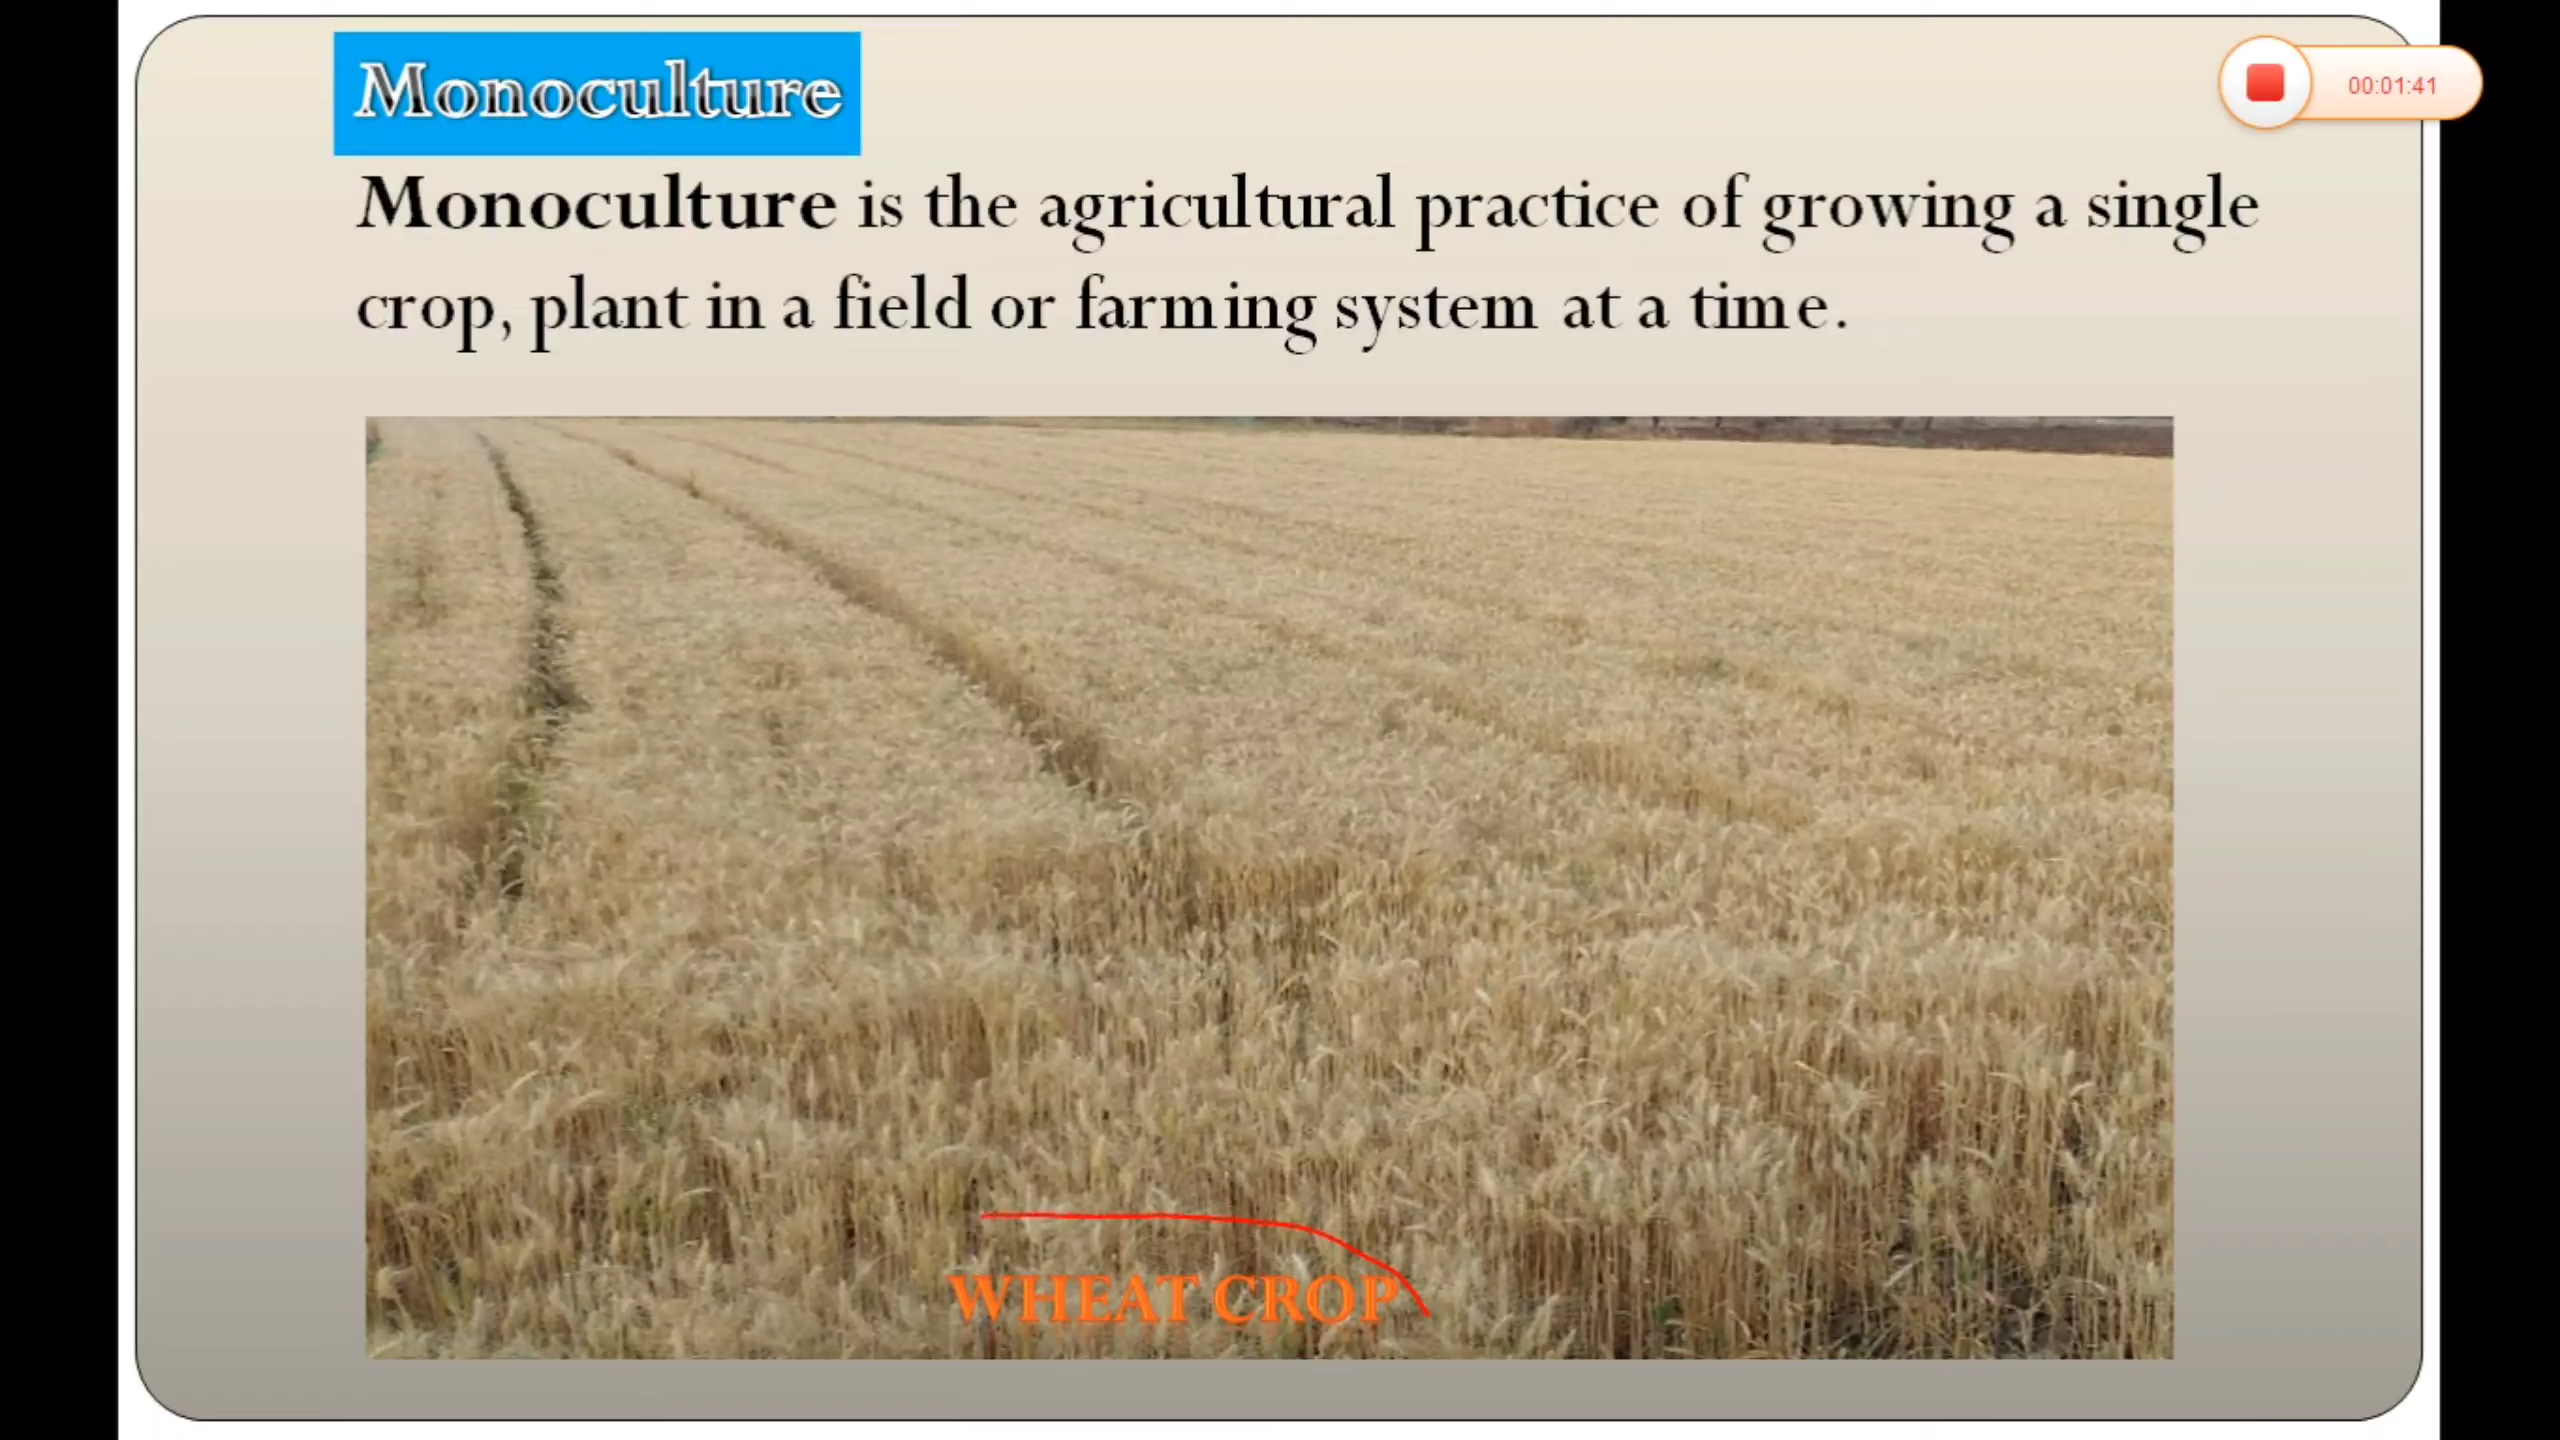 Monoculture
00:01:41
Monoculture is the agricultural practice of growing a single
crop, plant in a field or farming system at a time.
WHEAT CROP